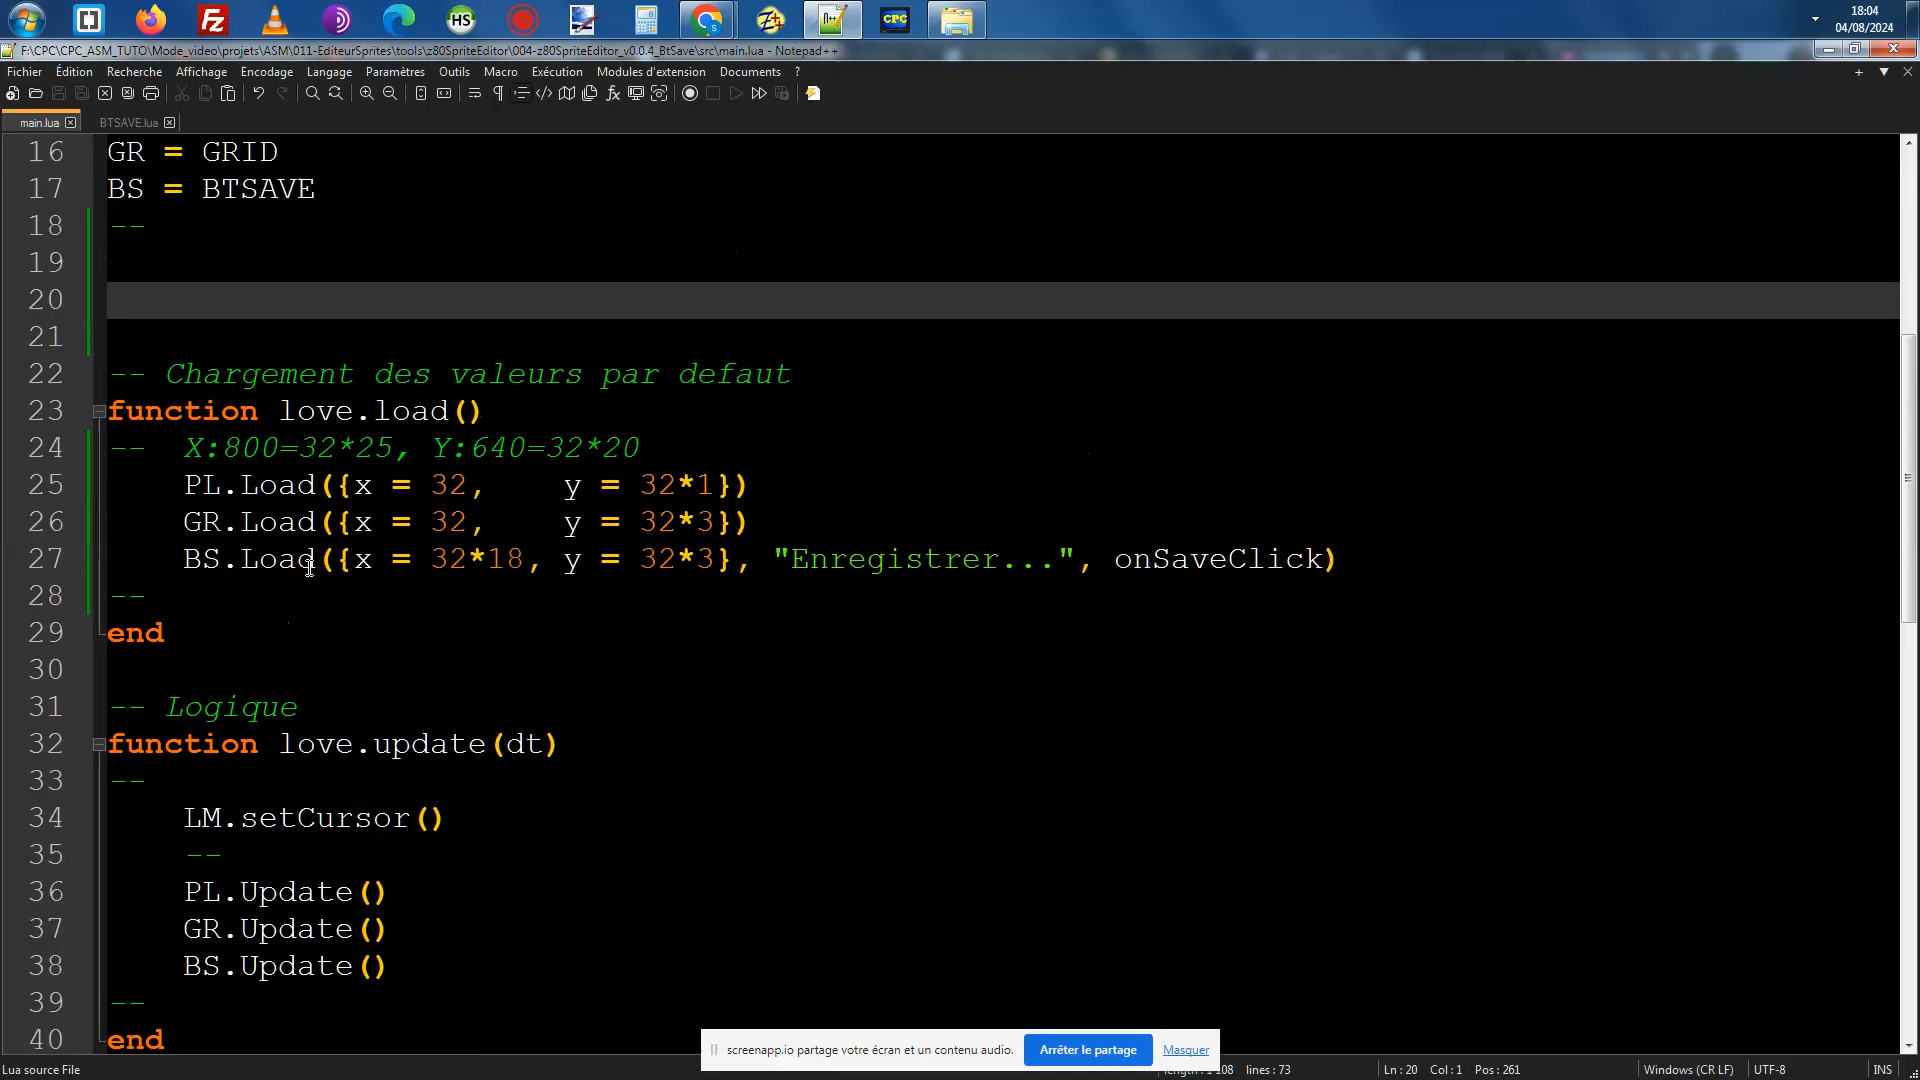 HS
CPC
18:04
04/08/2024
F:\CPC\CPC_ASM_TUTO\Mode_video\projets\ASM\011-EditeurSprites\tools\z80SpriteEditor\004-z80SpriteEditor_v0.0.4_BtSave\src\main.lua - Notepad++
Fichier Édition Recherche Affichage Encodage Langage Paramètres Outils Macro Exécution Modules d'extension Documents ?
main.lua BTSAVE.lua
16 GR = GRID
17 BS = BTSAVE
18 --
19
20
21
22 -- Chargement des valeurs par defaut
23 function love.load()
24 -- X:800=32*25, Y:640=32*20
25 PL.Load({x = 32, y = 32*1})
26 GR.Load({x = 32, y = 32*3})
27 BS.Load({x = 32*18, y = 32*3}, "Enregistrer...", onSaveClick)
28 --
29 end
30
31 -- Logique
32 function love.update(dt)
33 --
34 LM.setCursor()
35 --
36 PL.Update()
37 GR.Update()
38 BS.Update()
39 --
40 end
screenapp.io partage votre écran et un contenu audio. Arrêter le partage Masquer
Lua source File lines : 73 Ln : 20 Col : 1 Pos : 261 Windows (CR LF) UTF-8 INS